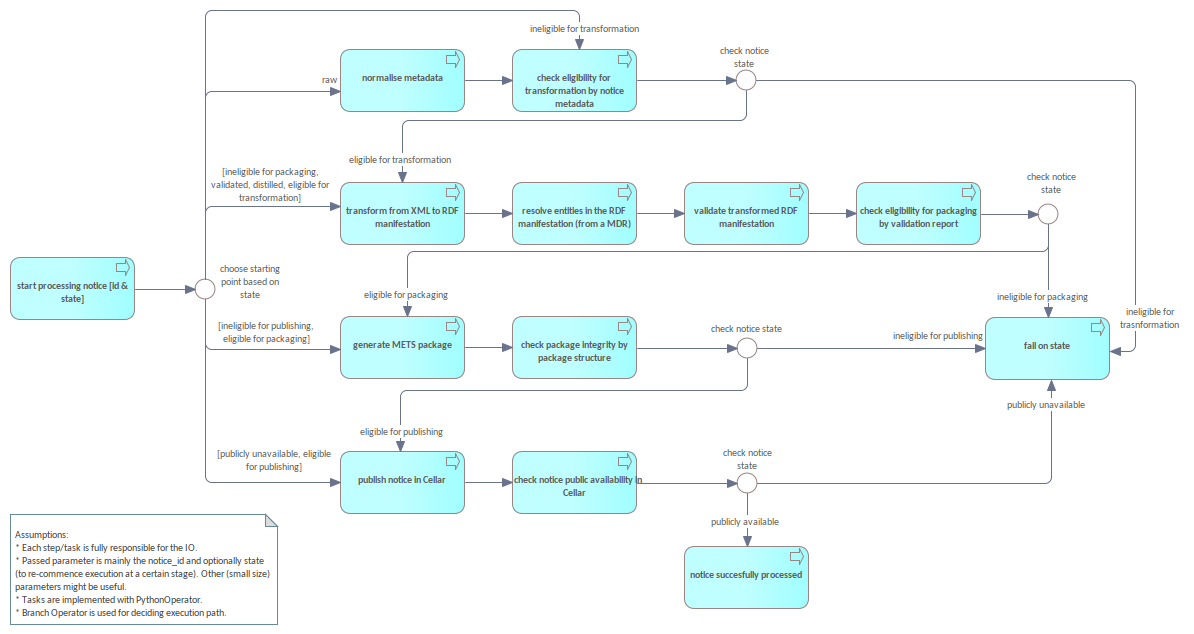 ineligible for transformation
check notice
state
raw
normalise metadata
check eligibility for
transformation by notice
metadata
eligible for transformation
[ineligible for packaging,
validated, distilled, eligible for
transformation]
transform from XML to RDF
manifestation
resolve entities in the RDF
manifestation (from a MDR)
validate transformed RDF
manifestation
check eligibility for packaging
by validation report
check notice
state
start processing notice [id &
state]
choose starting
point based on
state
eligible for packaging
ineligible for packaging
ineligible for
trasnformation
[ineligible for publishing,
eligible for packaging]
generate METS package
check package integrity by
package structure
check notice state
ineligible for publishing
fail on state
publicly unavailable
eligible for publishing
[publicly unavailable, eligible
for publishing]
publish notice in Cellar
check notice public availability in
Cellar
check notice
state
publicly available
notice succesfully processed
Assumptions:
* Each step/task is fully responsible for the IO.
* Passed parameter is mainly the notice_id and optionally state
(to re-commence execution at a certain stage). Other (small size)
parameters might be useful.
* Tasks are implemented with PythonOperator.
* Branch Operator is used for deciding execution path.